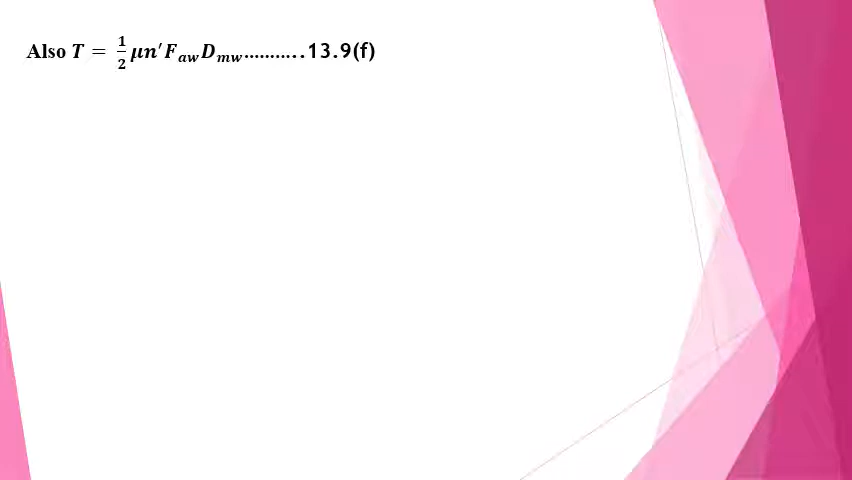 Also T = 1/2 μn′F_aw D_mw………..13.9(f)